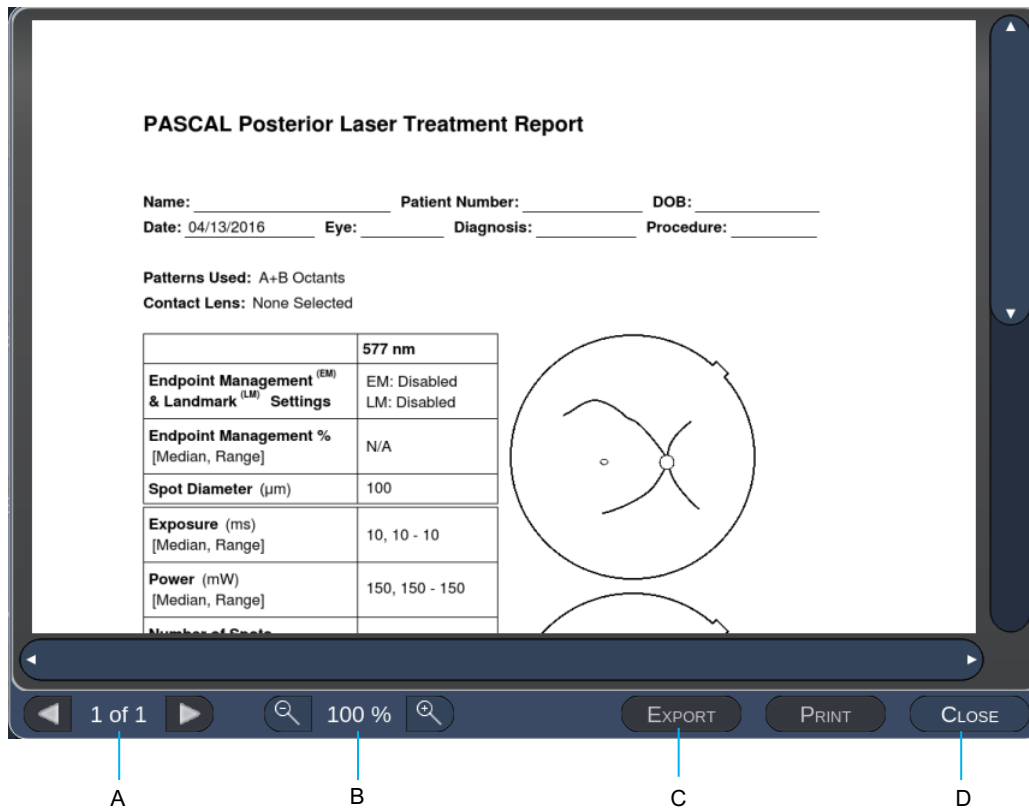 PASCAL Posterior Laser Treatment Report
Name: Patient Number: DOB:
Date: 04/13/2016 Eye: Diagnosis: Procedure:
Patterns Used: A+B Octants
Contact Lens: None Selected
577 nm
Endpoint Management (EM) EM: Disabled
& Landmark (LM) Settings LM: Disabled
Endpoint Management %
[Median, Range] N/A
Spot Diameter (µm) 100
Exposure (ms)
[Median, Range] 10, 10 - 10
Power (mW)
[Median, Range] 150, 150 - 150
Number of Spots
1 of 1 100 % EXPORT PRINT CLOSE
A B C D